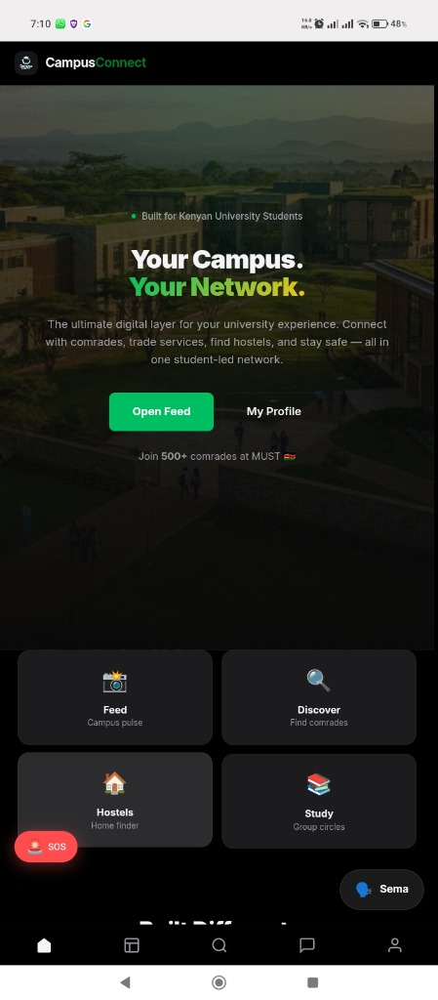 7:10
16.0
KB/s
48%
CampusConnect
Built for Kenyan University Students
Your Campus.
Your Network.
The ultimate digital layer for your university experience. Connect
with comrades, trade services, find hostels, and stay safe — all in
one student-led network.
Open Feed
My Profile
Join 500+ comrades at MUST 🇰🇪
Feed
Campus pulse
Discover
Find comrades
Hostels
Home finder
Study
Group circles
SOS
Sema